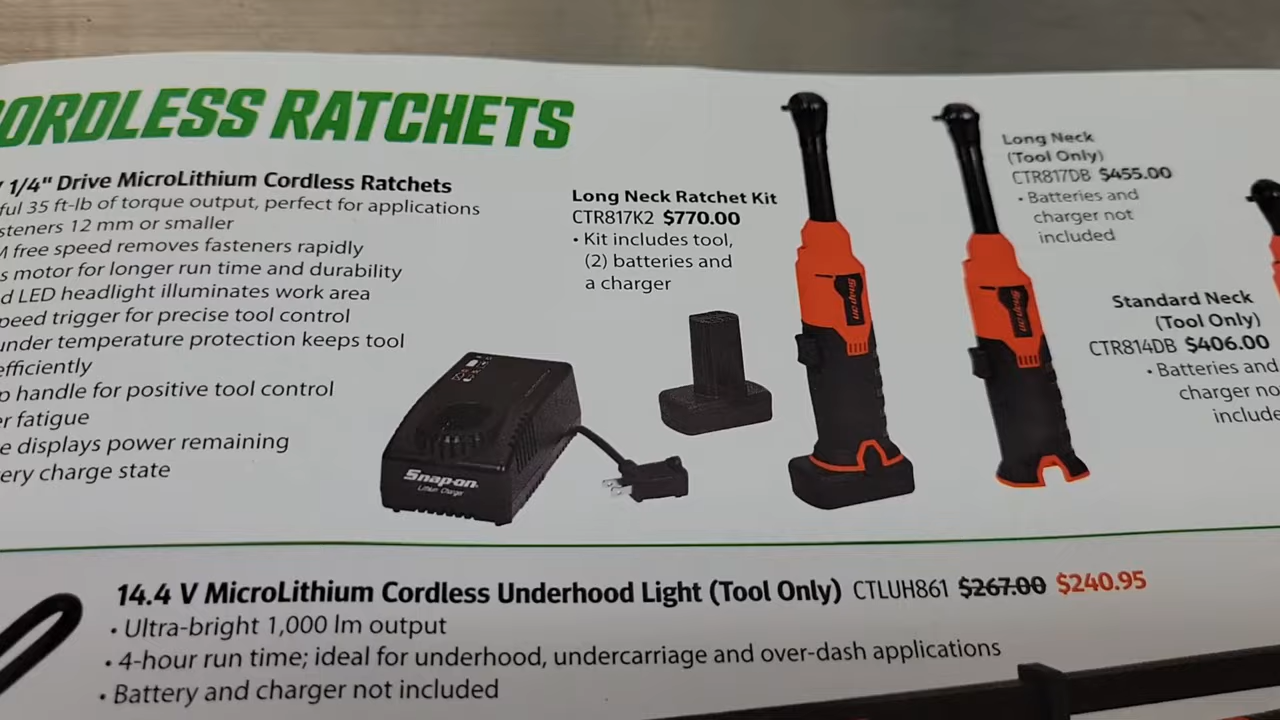 ORDLESS RATCHETS
1/4" Drive MicroLithium Cordless Ratchets
ful 35 ft-lb of torque output, perfect for applications
steners 12 mm or smaller
M free speed removes fasteners rapidly
s motor for longer run time and durability
d LED headlight illuminates work area
peed trigger for precise tool control
under temperature protection keeps tool
efficiently
p handle for positive tool control
er fatigue
e displays power remaining
ery charge state
Long Neck Ratchet Kit
CTR817K2 $770.00
• Kit includes tool,
(2) batteries and
a charger
Snap-on
Lithium Charger
Snap-on
Snap-on
Long Neck
(Tool Only)
CTR817DB $455.00
• Batteries and
charger not
included
Standard Neck
(Tool Only)
CTR814DB $406.00
• Batteries and
charger no
include
14.4 V MicroLithium Cordless Underhood Light (Tool Only) CTLUH861 $267.00 $240.95
• Ultra-bright 1,000 lm output
• 4-hour run time; ideal for underhood, undercarriage and over-dash applications
• Battery and charger not included